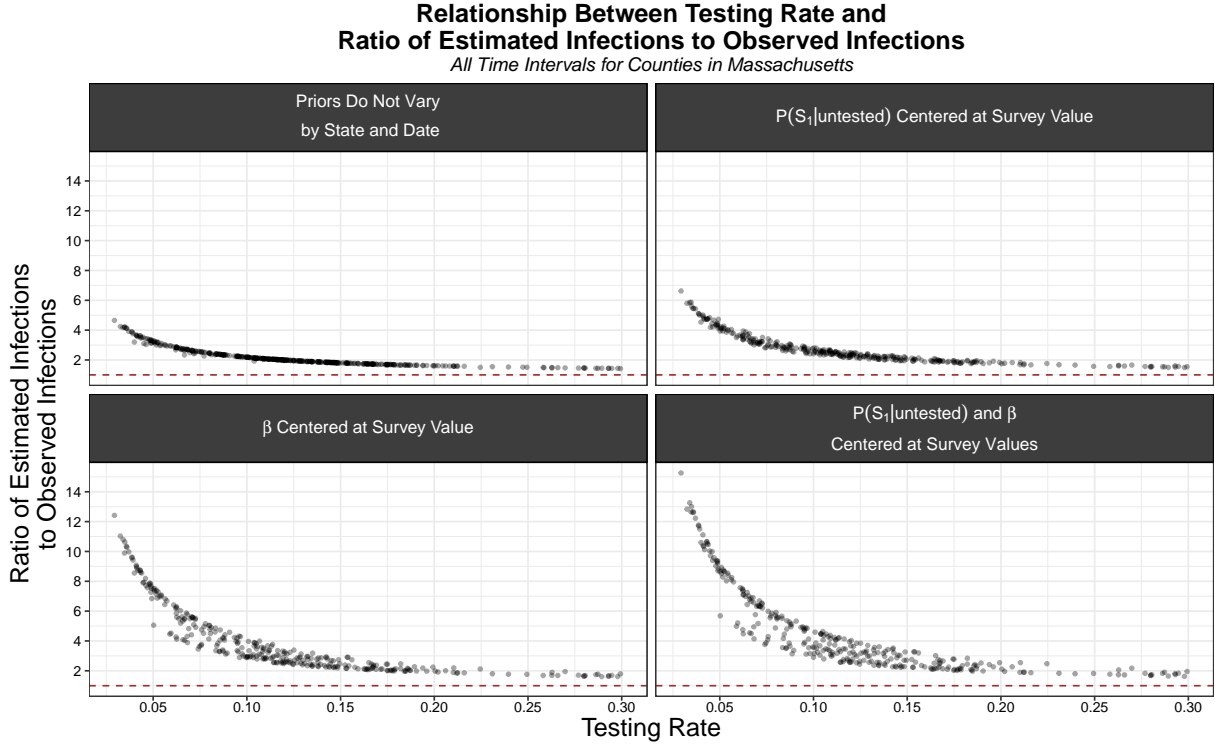 Relationship Between Testing Rate and
Ratio of Estimated Infections to Observed Infections
All Time Intervals for Counties in Massachusetts
Priors Do Not Vary
by State and Date
P(S₁|untested) Centered at Survey Value
14
12
10
8
6
4
2
β Centered at Survey Value
P(S₁|untested) and β
Centered at Survey Values
14
12
10
8
6
4
2
0.05 0.10 0.15 0.20 0.25 0.30
0.05 0.10 0.15 0.20 0.25 0.30
Ratio of Estimated Infections
to Observed Infections
Testing Rate